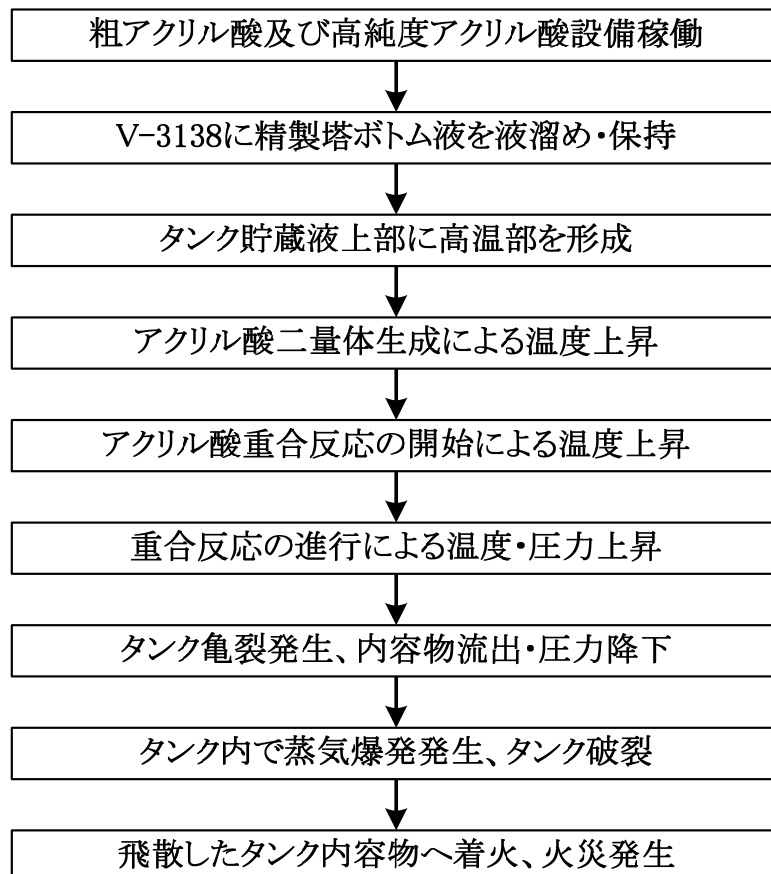 粗アクリル酸及び高純度アクリル酸設備稼働
V-3138に精製塔ボトム液を液溜め・保持
タンク貯蔵液上部に高温部を形成
アクリル酸二量体生成による温度上昇
アクリル酸重合反応の開始による温度上昇
重合反応の進行による温度・圧力上昇
タンク亀裂発生、内容物流出・圧力降下
タンク内で蒸気爆発発生、タンク破裂
飛散したタンク内容物へ着火、火災発生